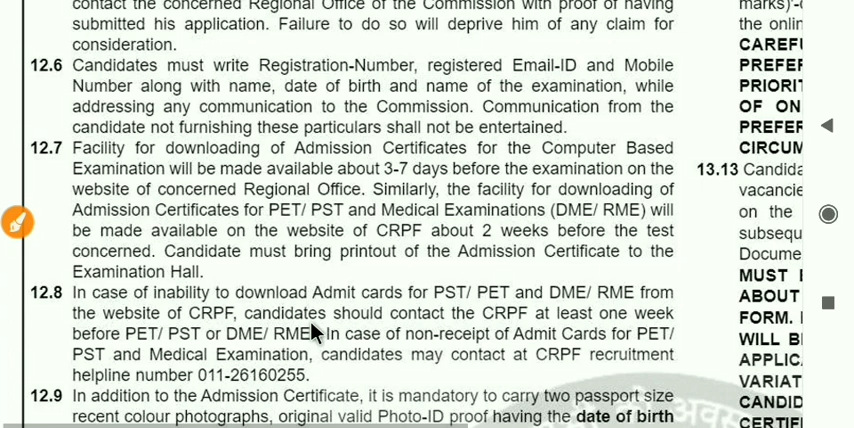 contact the concerned Regional Office of the Commission with proof of having
submitted his application. Failure to do so will deprive him of any claim for
consideration.
12.6 Candidates must write Registration-Number, registered Email-ID and Mobile
Number along with name, date of birth and name of the examination, while
addressing any communication to the Commission. Communication from the
candidate not furnishing these particulars shall not be entertained.
12.7 Facility for downloading of Admission Certificates for the Computer Based
Examination will be made available about 3-7 days before the examination on the
website of concerned Regional Office. Similarly, the facility for downloading of
Admission Certificates for PET/ PST and Medical Examinations (DME/ RME) will
be made available on the website of CRPF about 2 weeks before the test
concerned. Candidate must bring printout of the Admission Certificate to the
Examination Hall.
12.8 In case of inability to download Admit cards for PST/ PET and DME/ RME from
the website of CRPF, candidates should contact the CRPF at least one week
before PET/ PST or DME/ RME. In case of non-receipt of Admit Cards for PET/
PST and Medical Examination, candidates may contact at CRPF recruitment
helpline number 011-26160255.
12.9 In addition to the Admission Certificate, it is mandatory to carry two passport size
recent colour photographs, original valid Photo-ID proof having the date of birth
marks)'-
the onlin
CAREFU
PREFER
PRIORIT
OF ON
PREFER
CIRCUM
13.13 Candida
vacancie
on the
subsequ
Docume
MUST B
ABOUT
FORM. I
WILL BE
APPLIC
VARIAT
CANDID
CERTIF